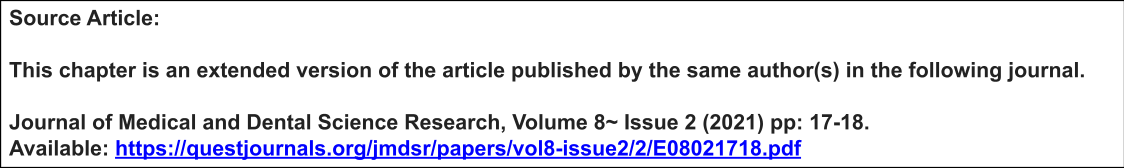 Source Article:
This chapter is an extended version of the article published by the same author(s) in the following journal.
Journal of Medical and Dental Science Research, Volume 8~ Issue 2 (2021) pp: 17-18.
Available: https://questjournals.org/jmdsr/papers/vol8-issue2/2/E08021718.pdf